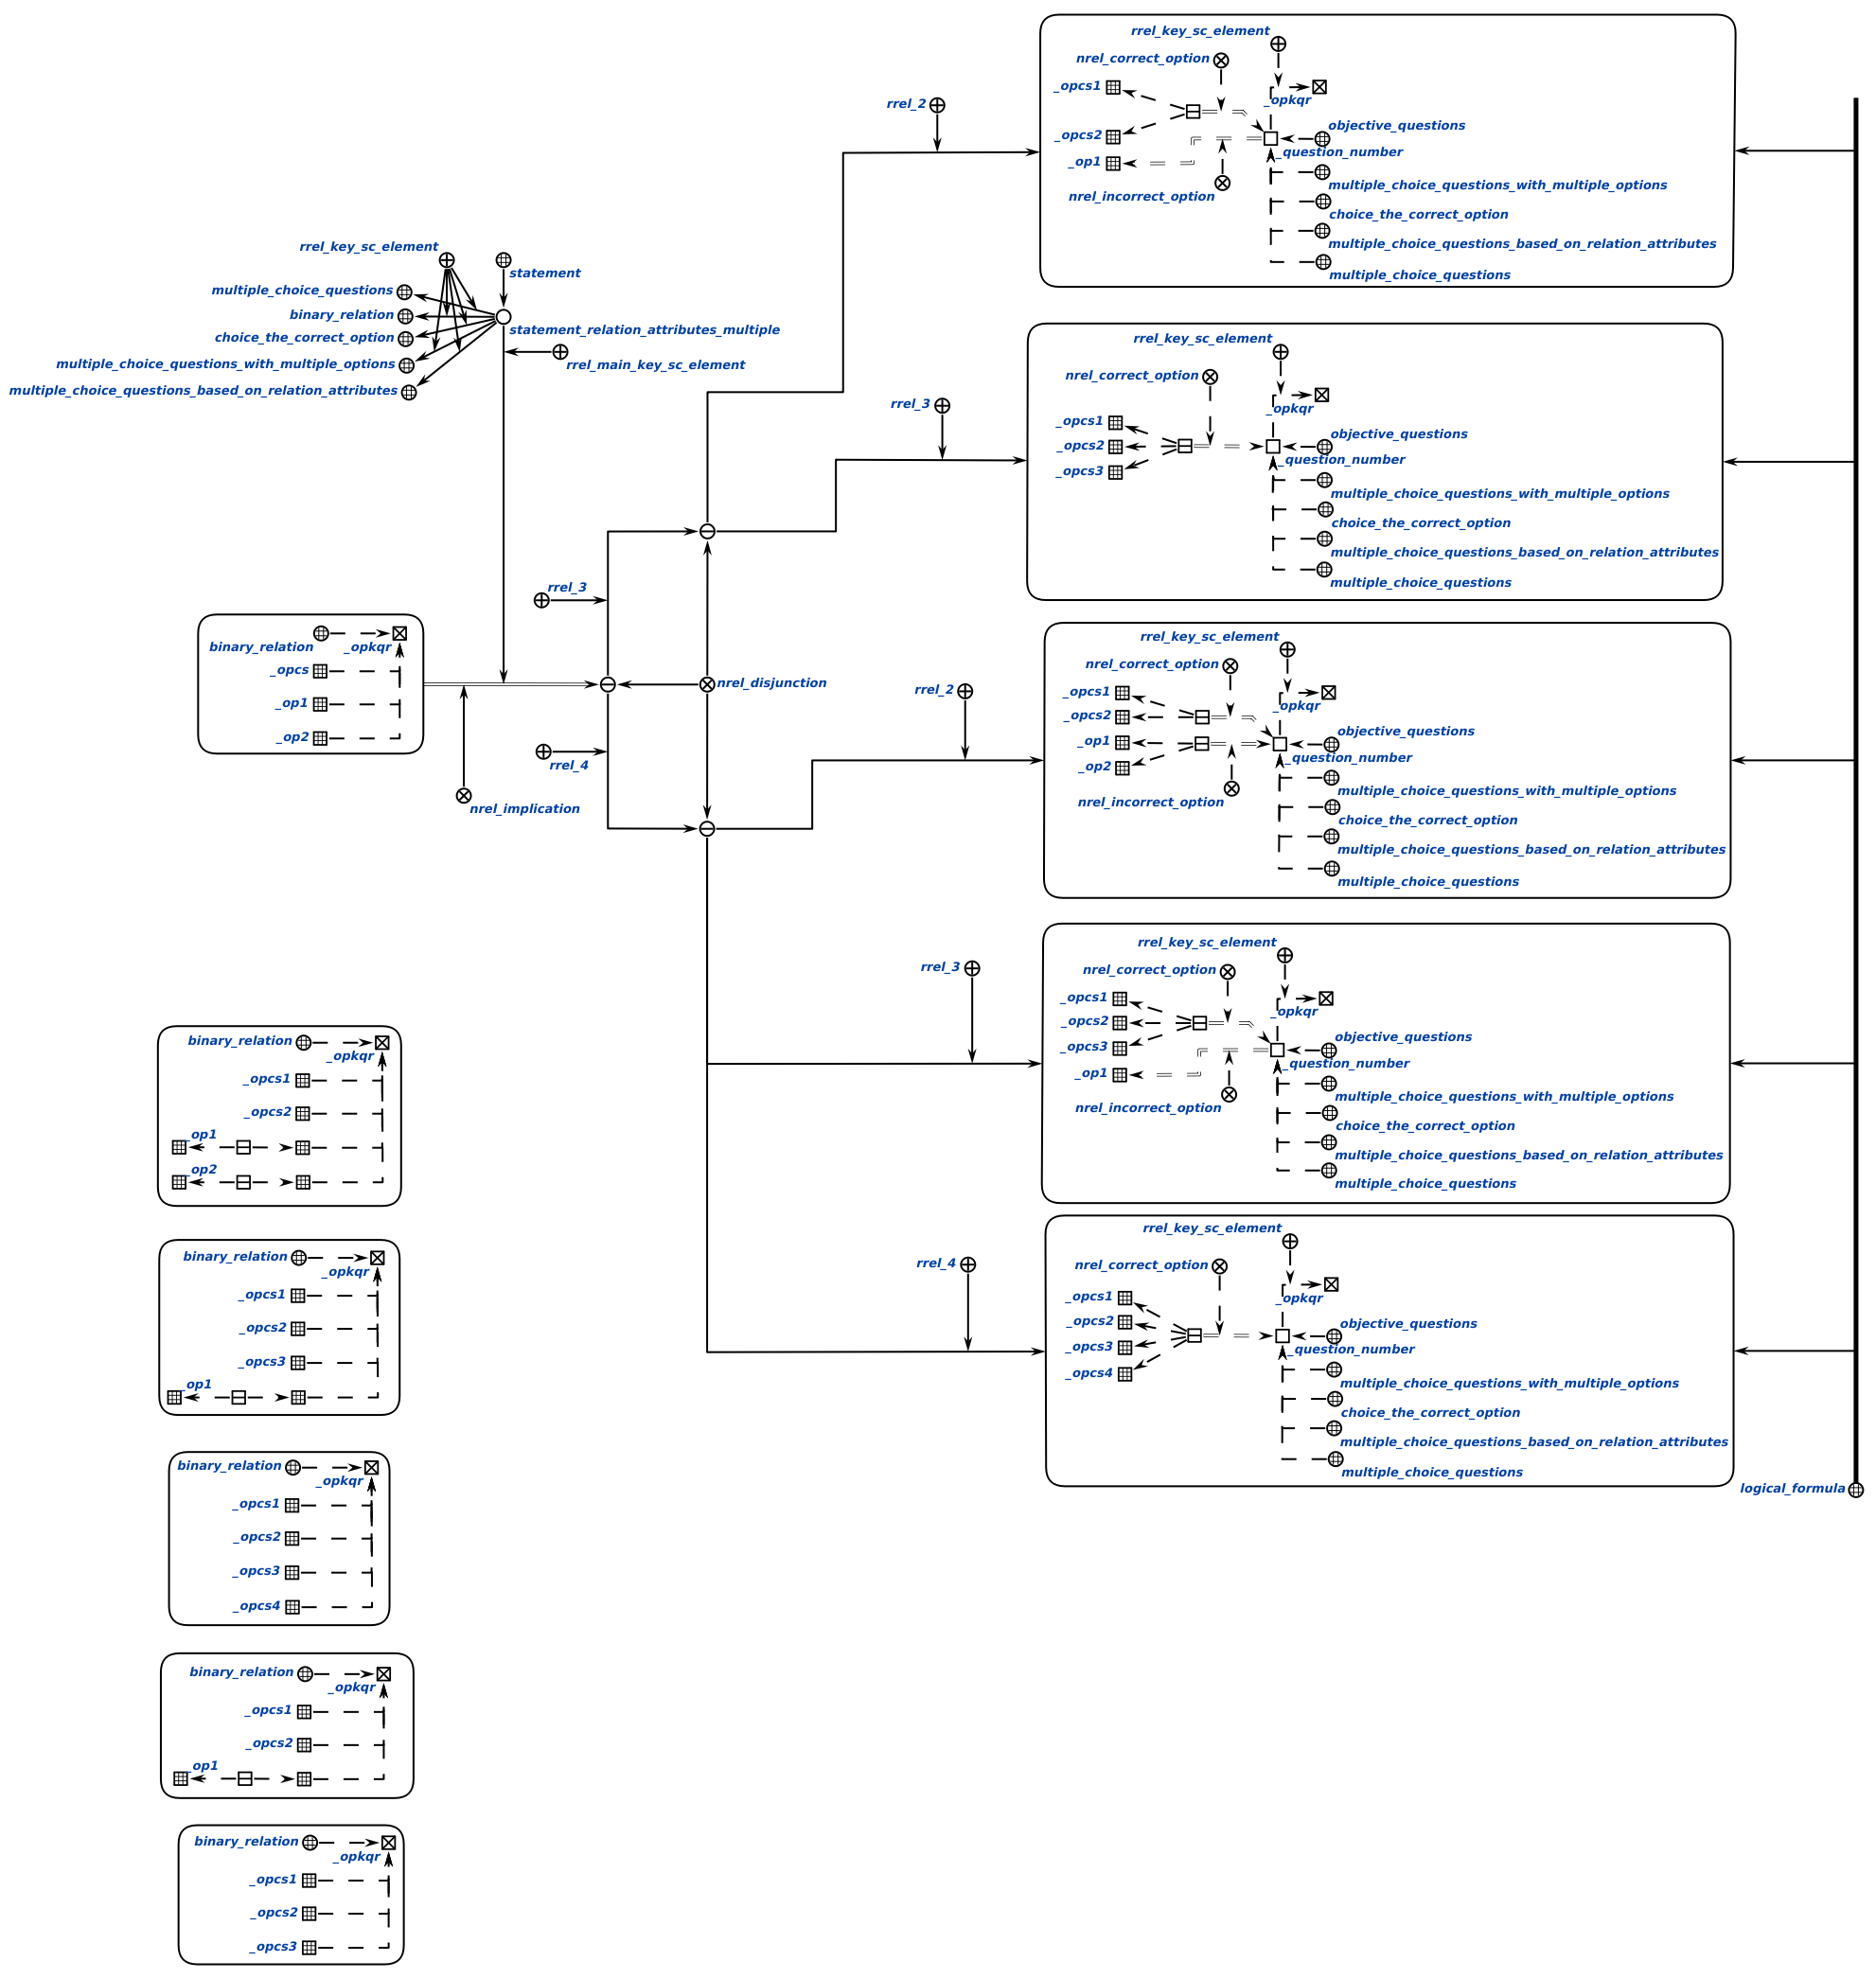 rrel_key_sc_element
statement
multiple_choice_questions
binary_relation
statement_relation_attributes_multiple
choice_the_correct_option
multiple_choice_questions_with_multiple_options
rrel_main_key_sc_element
multiple_choice_questions_based_on_relation_attributes
rrel_3
binary_relation
_opkqr
_opcs
_op1
_op2
nrel_disjunction
rrel_4
nrel_implication
rrel_2
rrel_key_sc_element
nrel_correct_option
_opcs1
_opkqr
objective_questions
_opcs2
_question_number
_op1
multiple_choice_questions_with_multiple_options
nrel_incorrect_option
choice_the_correct_option
multiple_choice_questions_based_on_relation_attributes
multiple_choice_questions
rrel_3
rrel_key_sc_element
nrel_correct_option
_opkqr
_opcs1
objective_questions
_opcs2
_question_number
_opcs3
multiple_choice_questions_with_multiple_options
choice_the_correct_option
multiple_choice_questions_based_on_relation_attributes
multiple_choice_questions
rrel_2
rrel_key_sc_element
nrel_correct_option
_opcs1
_opkqr
_opcs2
objective_questions
_op1
_question_number
_op2
multiple_choice_questions_with_multiple_options
nrel_incorrect_option
choice_the_correct_option
multiple_choice_questions_based_on_relation_attributes
multiple_choice_questions
rrel_3
rrel_key_sc_element
nrel_correct_option
_opcs1
_opkqr
_opcs2
objective_questions
_opcs3
_question_number
_op1
multiple_choice_questions_with_multiple_options
nrel_incorrect_option
choice_the_correct_option
multiple_choice_questions_based_on_relation_attributes
multiple_choice_questions
rrel_4
rrel_key_sc_element
nrel_correct_option
_opcs1
_opkqr
_opcs2
objective_questions
_opcs3
_question_number
_opcs4
multiple_choice_questions_with_multiple_options
choice_the_correct_option
multiple_choice_questions_based_on_relation_attributes
multiple_choice_questions
logical_formula
binary_relation
_opkqr
_opcs1
_opcs2
_op1
_op2
binary_relation
_opkqr
_opcs1
_opcs2
_opcs3
_op1
binary_relation
_opkqr
_opcs1
_opcs2
_opcs3
_opcs4
binary_relation
_opkqr
_opcs1
_opcs2
_op1
binary_relation
_opkqr
_opcs1
_opcs2
_opcs3